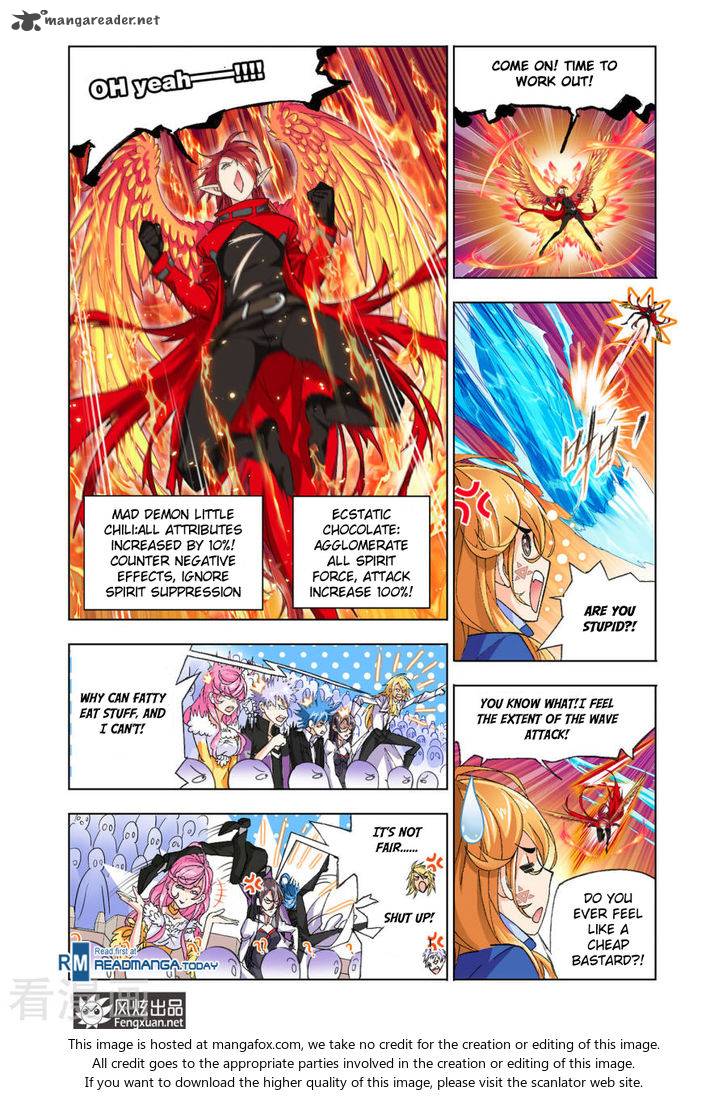 mangareader.net
OH yeah——!!!!
COME ON! TIME TO
WORK OUT!
MAD DEMON LITTLE
CHILI:ALL ATTRIBUTES
INCREASED BY 10%!
COUNTER NEGATIVE
EFFECTS, IGNORE
SPIRIT SUPPRESSION
ECSTATIC
CHOCOLATE:
AGGLOMERATE
ALL SPIRIT
FORCE, ATTACK
INCREASE 100%!
ARE YOU
STUPID?!
WHY CAN FATTY
EAT STUFF, AND
I CAN'T!
YOU KNOW WHAT!I FEEL
THE EXTENT OF THE WAVE
ATTACK!
IT'S NOT
FAIR......
SHUT UP!
DO YOU
EVER FEEL
LIKE A
CHEAP
BASTARD?!
RM Read.first at
READMANGA.TODAY
看漫画
风炫出品
Fengxuan.net
This image is hosted at mangafox.com, we take no credit for the creation or editing of this image.
All credit goes to the appropriate parties involved in the creation or editing of this image.
If you want to download the higher quality of this image, please visit the scanlator web site.